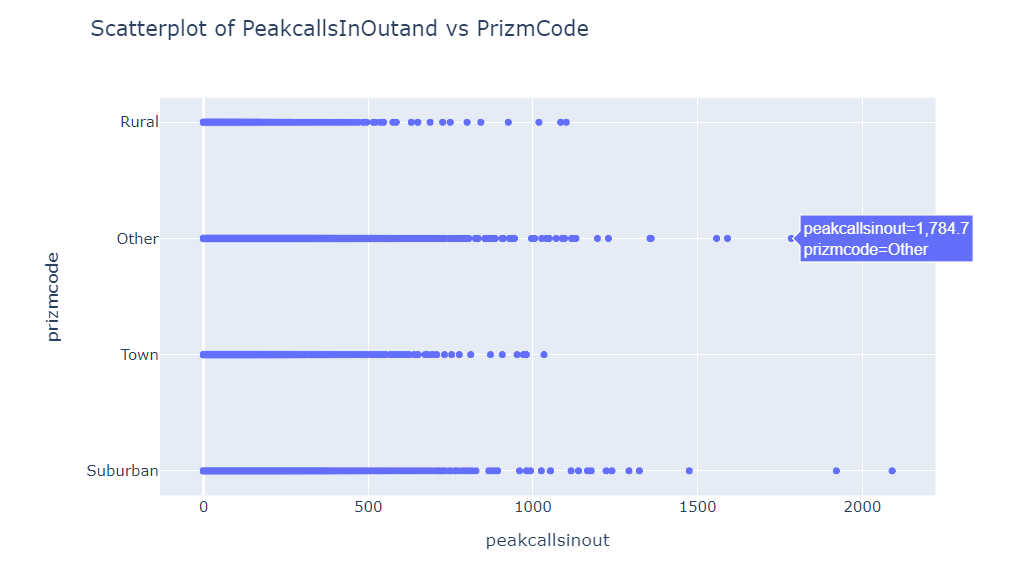 Scatterplot of PeakcallsInOutand vs PrizmCode
Rural
Other
peakcallsinout=1,784.7
prizmcode=Other
prizmcode
Town
Suburban
0
500
1000
1500
2000
peakcallsinout